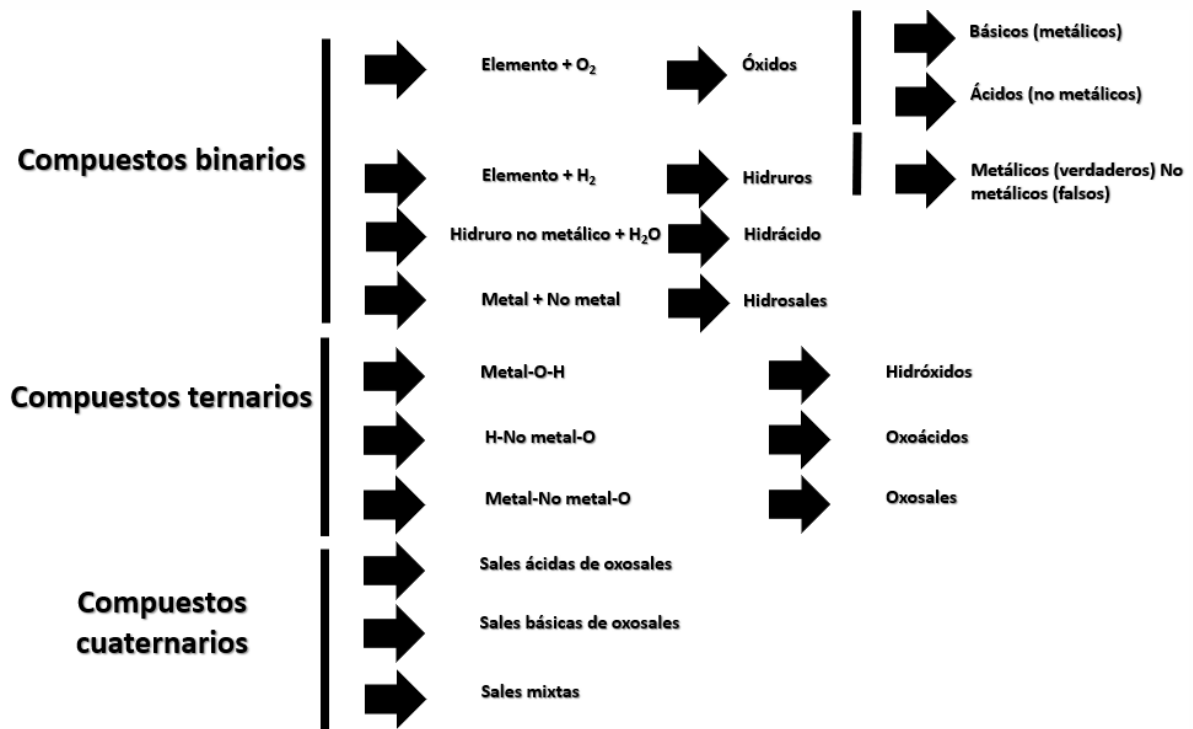 Compuestos binarios
Elemento + O₂
Óxidos
Básicos (metálicos)
Ácidos (no metálicos)
Elemento + H₂
Hidruros
Metálicos (verdaderos) No
metálicos (falsos)
Hidruro no metálico + H₂O
Hidrácido
Metal + No metal
Hidrosales
Compuestos ternarios
Metal-O-H
Hidróxidos
H-No metal-O
Oxoácidos
Metal-No metal-O
Oxosales
Compuestos
cuaternarios
Sales ácidas de oxosales
Sales básicas de oxosales
Sales mixtas